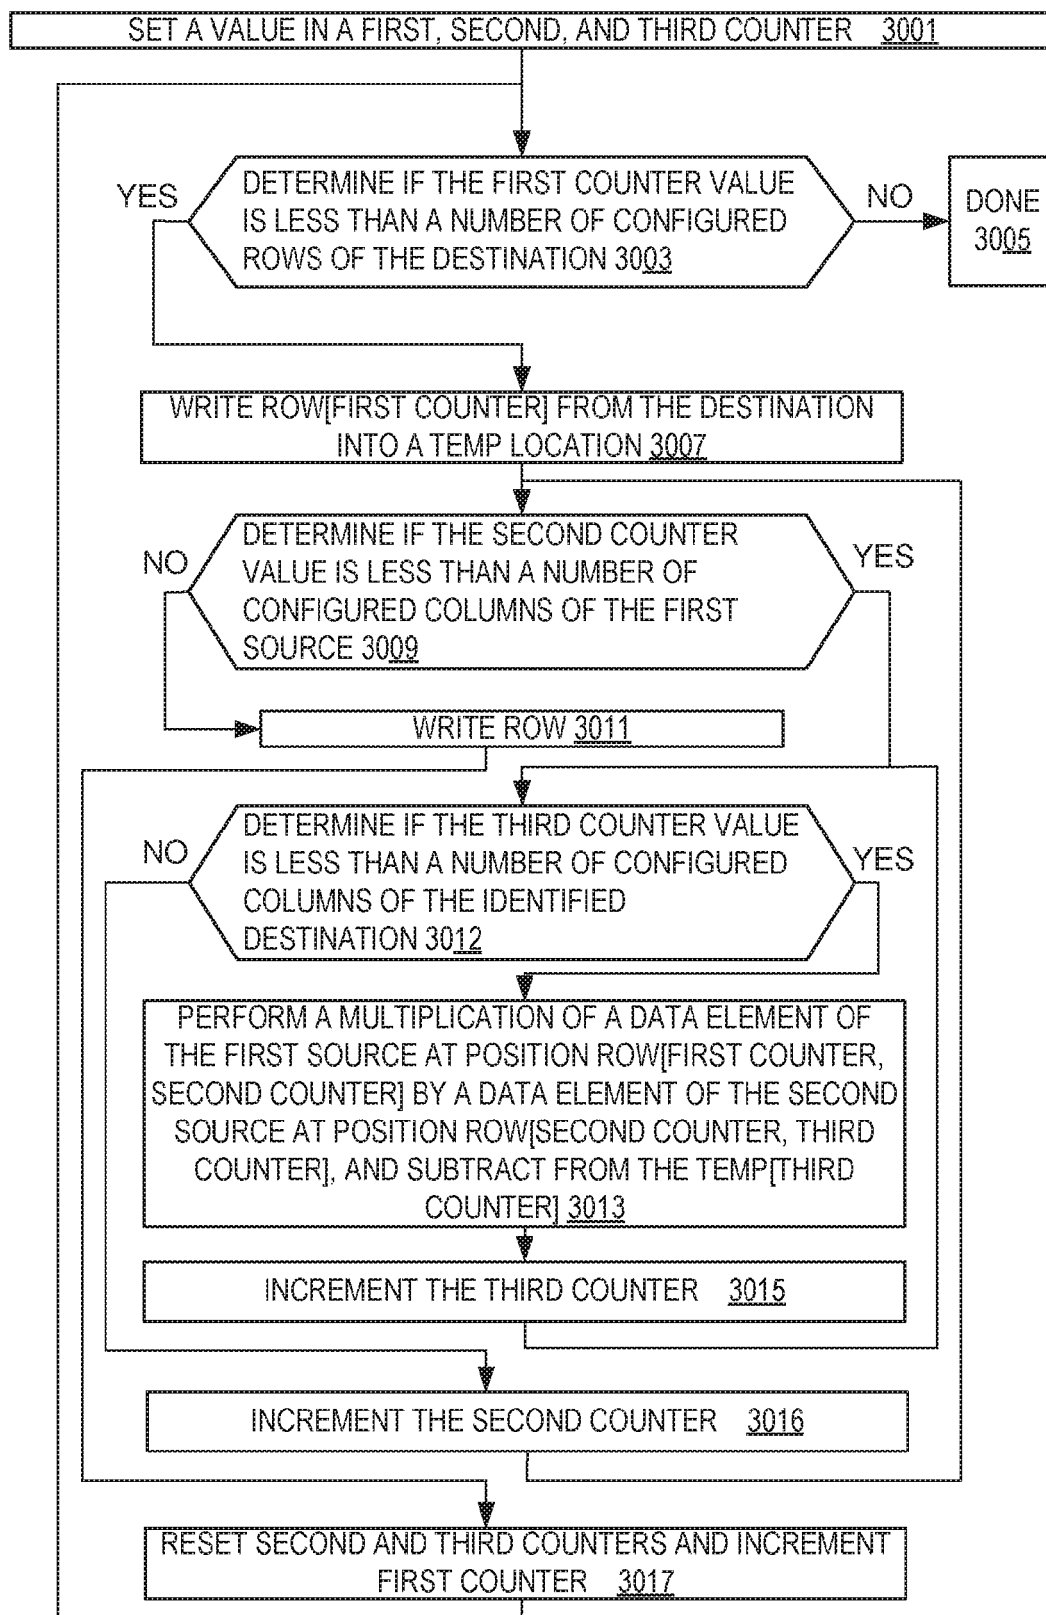 SET A VALUE IN A FIRST, SECOND, AND THIRD COUNTER 3001
YES
DETERMINE IF THE FIRST COUNTER VALUE
IS LESS THAN A NUMBER OF CONFIGURED
ROWS OF THE DESTINATION 3003
NO
DONE
3005
WRITE ROW[FIRST COUNTER] FROM THE DESTINATION
INTO A TEMP LOCATION 3007
NO
DETERMINE IF THE SECOND COUNTER
VALUE IS LESS THAN A NUMBER OF
CONFIGURED COLUMNS OF THE FIRST
SOURCE 3009
YES
WRITE ROW 3011
NO
DETERMINE IF THE THIRD COUNTER VALUE
IS LESS THAN A NUMBER OF CONFIGURED
COLUMNS OF THE IDENTIFIED
DESTINATION 3012
YES
PERFORM A MULTIPLICATION OF A DATA ELEMENT OF
THE FIRST SOURCE AT POSITION ROW[FIRST COUNTER,
SECOND COUNTER] BY A DATA ELEMENT OF THE SECOND
SOURCE AT POSITION ROW[SECOND COUNTER, THIRD
COUNTER], AND SUBTRACT FROM THE TEMP[THIRD
COUNTER] 3013
INCREMENT THE THIRD COUNTER 3015
INCREMENT THE SECOND COUNTER 3016
RESET SECOND AND THIRD COUNTERS AND INCREMENT
FIRST COUNTER 3017